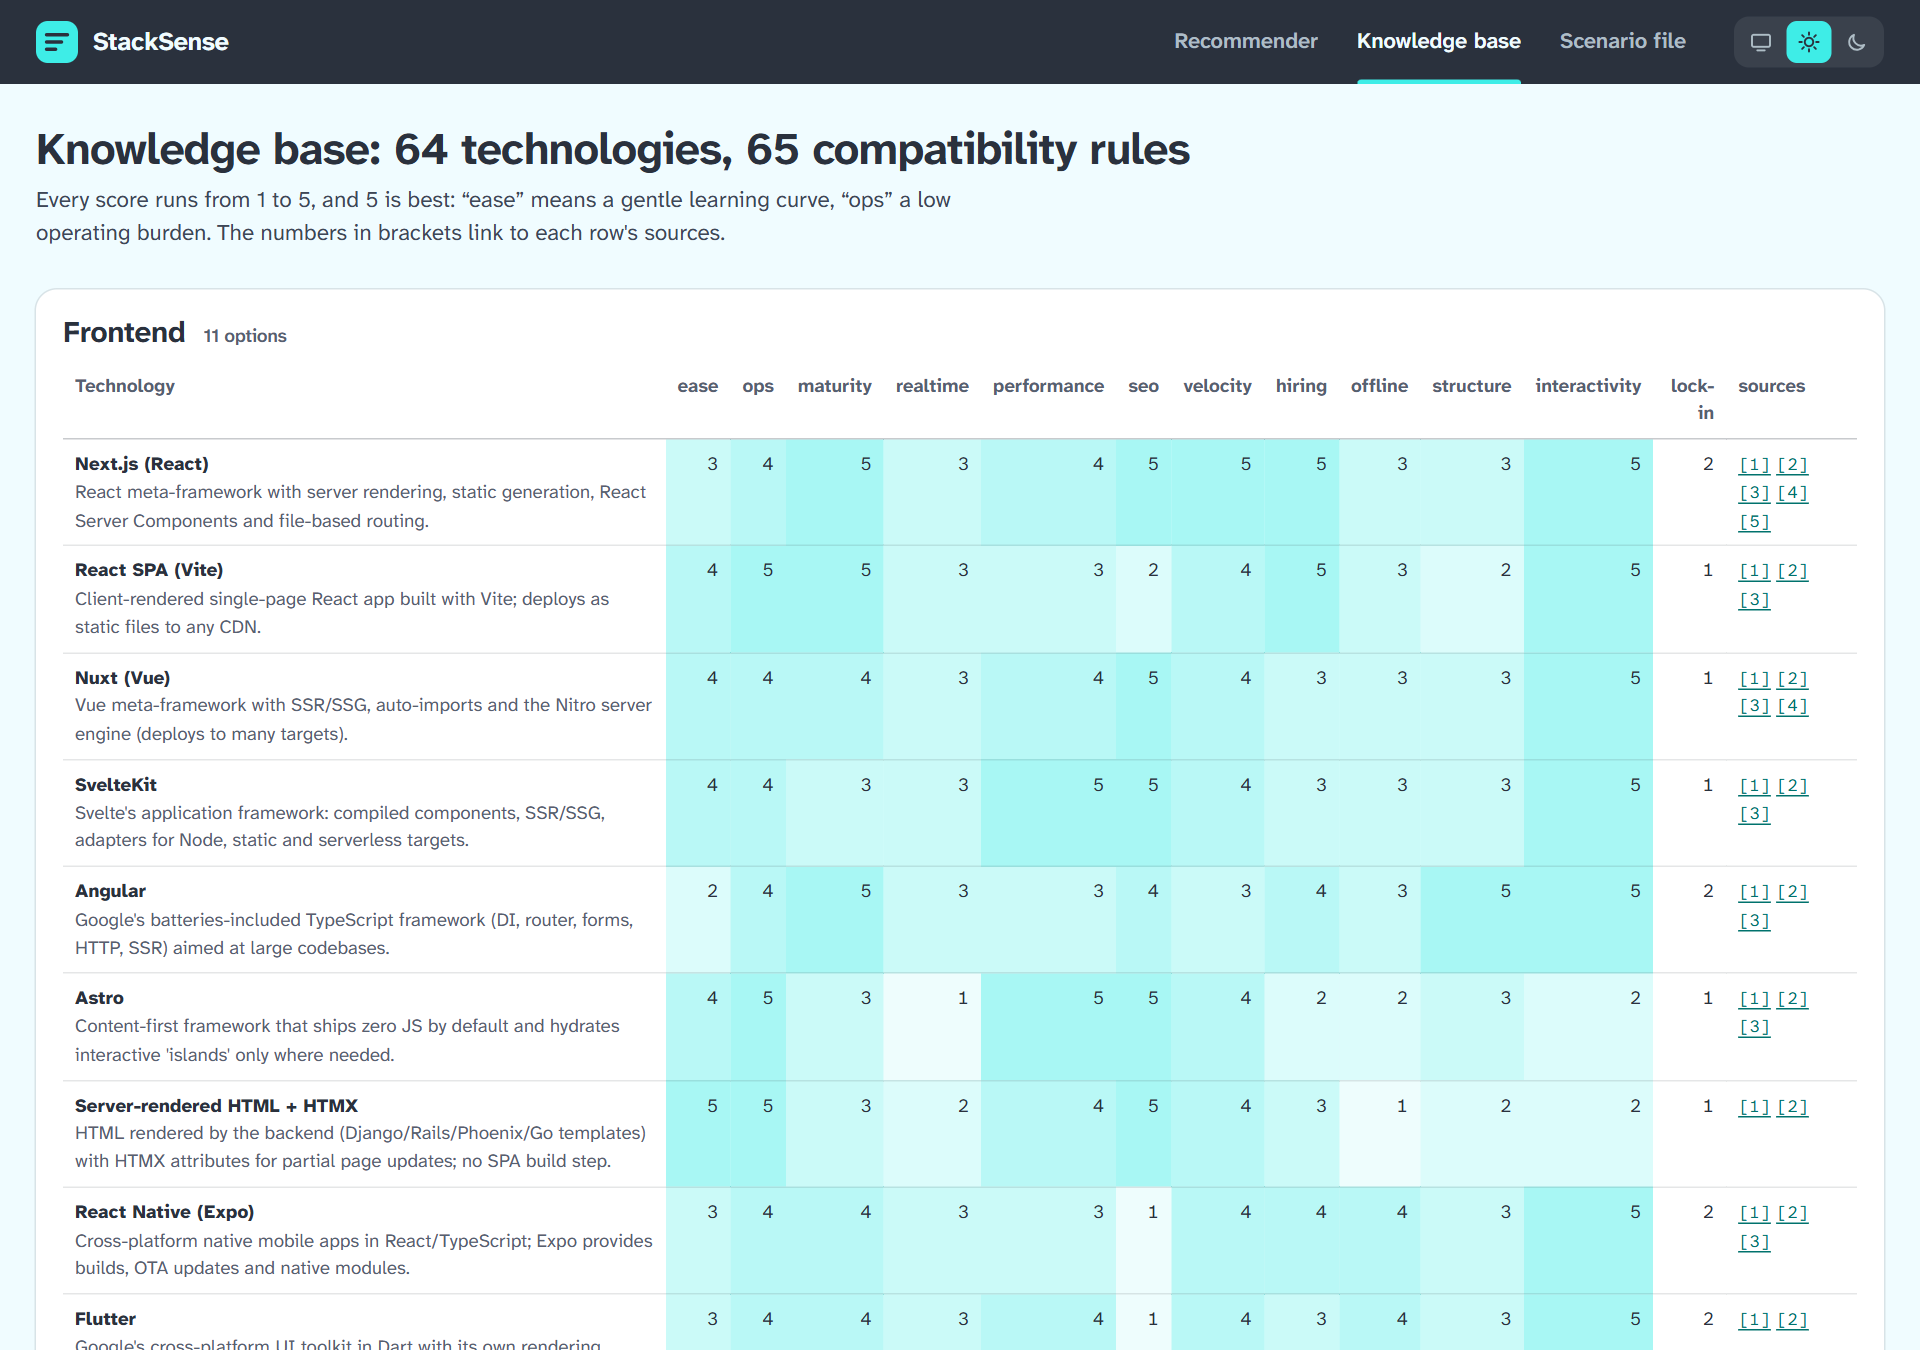 StackSense
Recommender Knowledge base Scenario file
Knowledge base: 64 technologies, 65 compatibility rules
Every score runs from 1 to 5, and 5 is best: “ease” means a gentle learning curve, “ops” a low
operating burden. The numbers in brackets link to each row's sources.
Frontend 11 options
Technology ease ops maturity realtime performance seo velocity hiring offline structure interactivity lock- sources
in
Next.js (React) 3 4 5 3 4 5 5 5 3 3 5 2 [1] [2]
React meta-framework with server rendering, static generation, React [3] [4]
Server Components and file-based routing. [5]
React SPA (Vite) 4 5 5 3 3 2 4 5 3 2 5 1 [1] [2]
Client-rendered single-page React app built with Vite; deploys as [3]
static files to any CDN.
Nuxt (Vue) 4 4 4 3 4 5 4 3 3 3 5 1 [1] [2]
Vue meta-framework with SSR/SSG, auto-imports and the Nitro server [3] [4]
engine (deploys to many targets).
SvelteKit 4 4 3 3 5 5 4 3 3 3 5 1 [1] [2]
Svelte's application framework: compiled components, SSR/SSG, [3]
adapters for Node, static and serverless targets.
Angular 2 4 5 3 3 4 3 4 3 5 5 2 [1] [2]
Google's batteries-included TypeScript framework (DI, router, forms, [3]
HTTP, SSR) aimed at large codebases.
Astro 4 5 3 1 5 5 4 2 2 3 2 1 [1] [2]
Content-first framework that ships zero JS by default and hydrates [3]
interactive 'islands' only where needed.
Server-rendered HTML + HTMX 5 5 3 2 4 5 4 3 1 2 2 1 [1] [2]
HTML rendered by the backend (Django/Rails/Phoenix/Go templates)
with HTMX attributes for partial page updates; no SPA build step.
React Native (Expo) 3 4 4 3 3 1 4 4 4 3 5 2 [1] [2]
Cross-platform native mobile apps in React/TypeScript; Expo provides [3]
builds, OTA updates and native modules.
Flutter 3 4 4 3 4 1 4 3 4 3 5 2 [1] [2]
Google's cross-platform UI toolkit in Dart with its own rendering